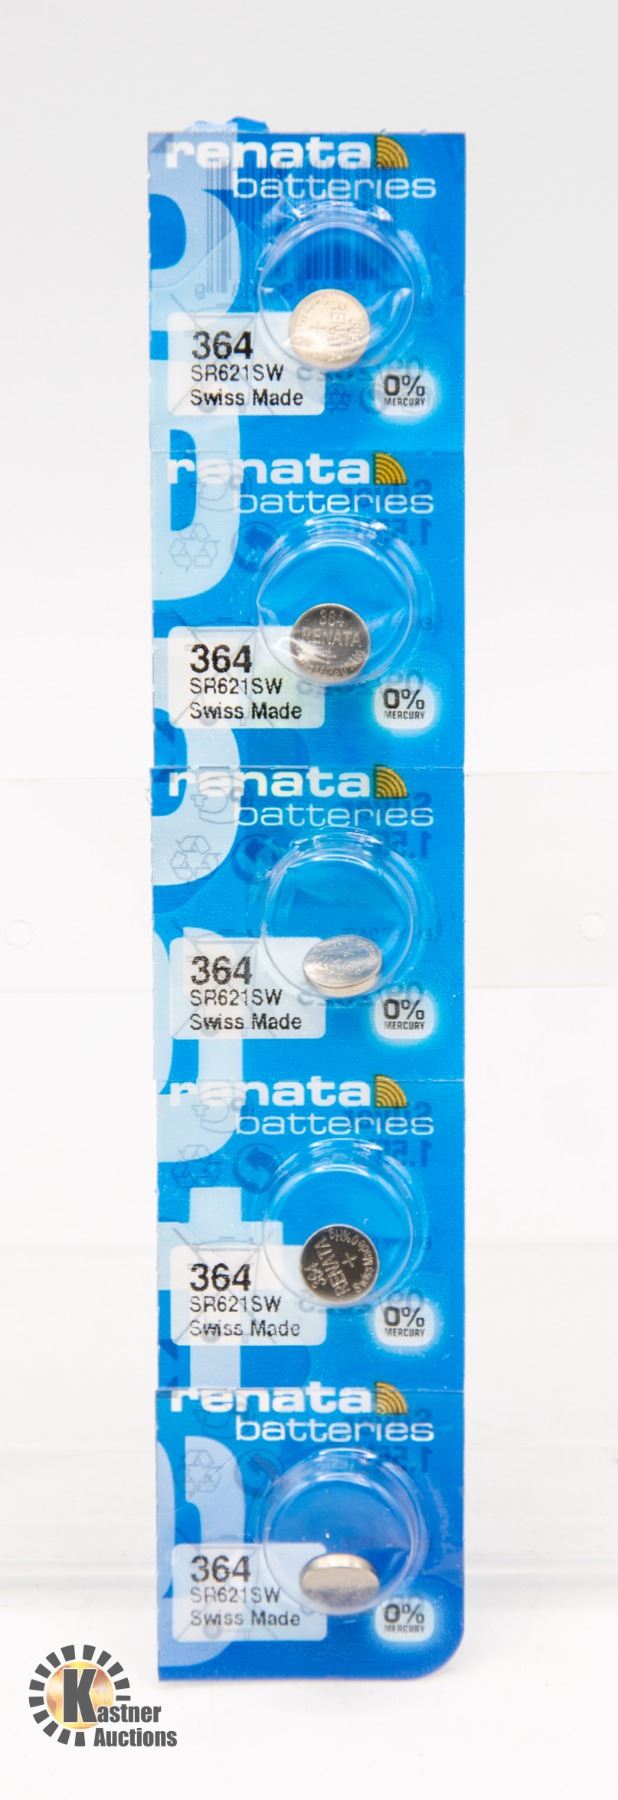 renata
batteries
364
SR621SW
Swiss Made
0%
MERCURY
renata
batteries
364
RENATA
364
SR621SW
Swiss Made
0%
MERCURY
renata
batteries
364
SR621SW
Swiss Made
0%
MERCURY
renata
batteries
364
RENATA
+
364
SR621SW
Swiss Made
0%
MERCURY
renata
batteries
364
SR621SW
Swiss Made
0%
MERCURY
Kastner
Auctions